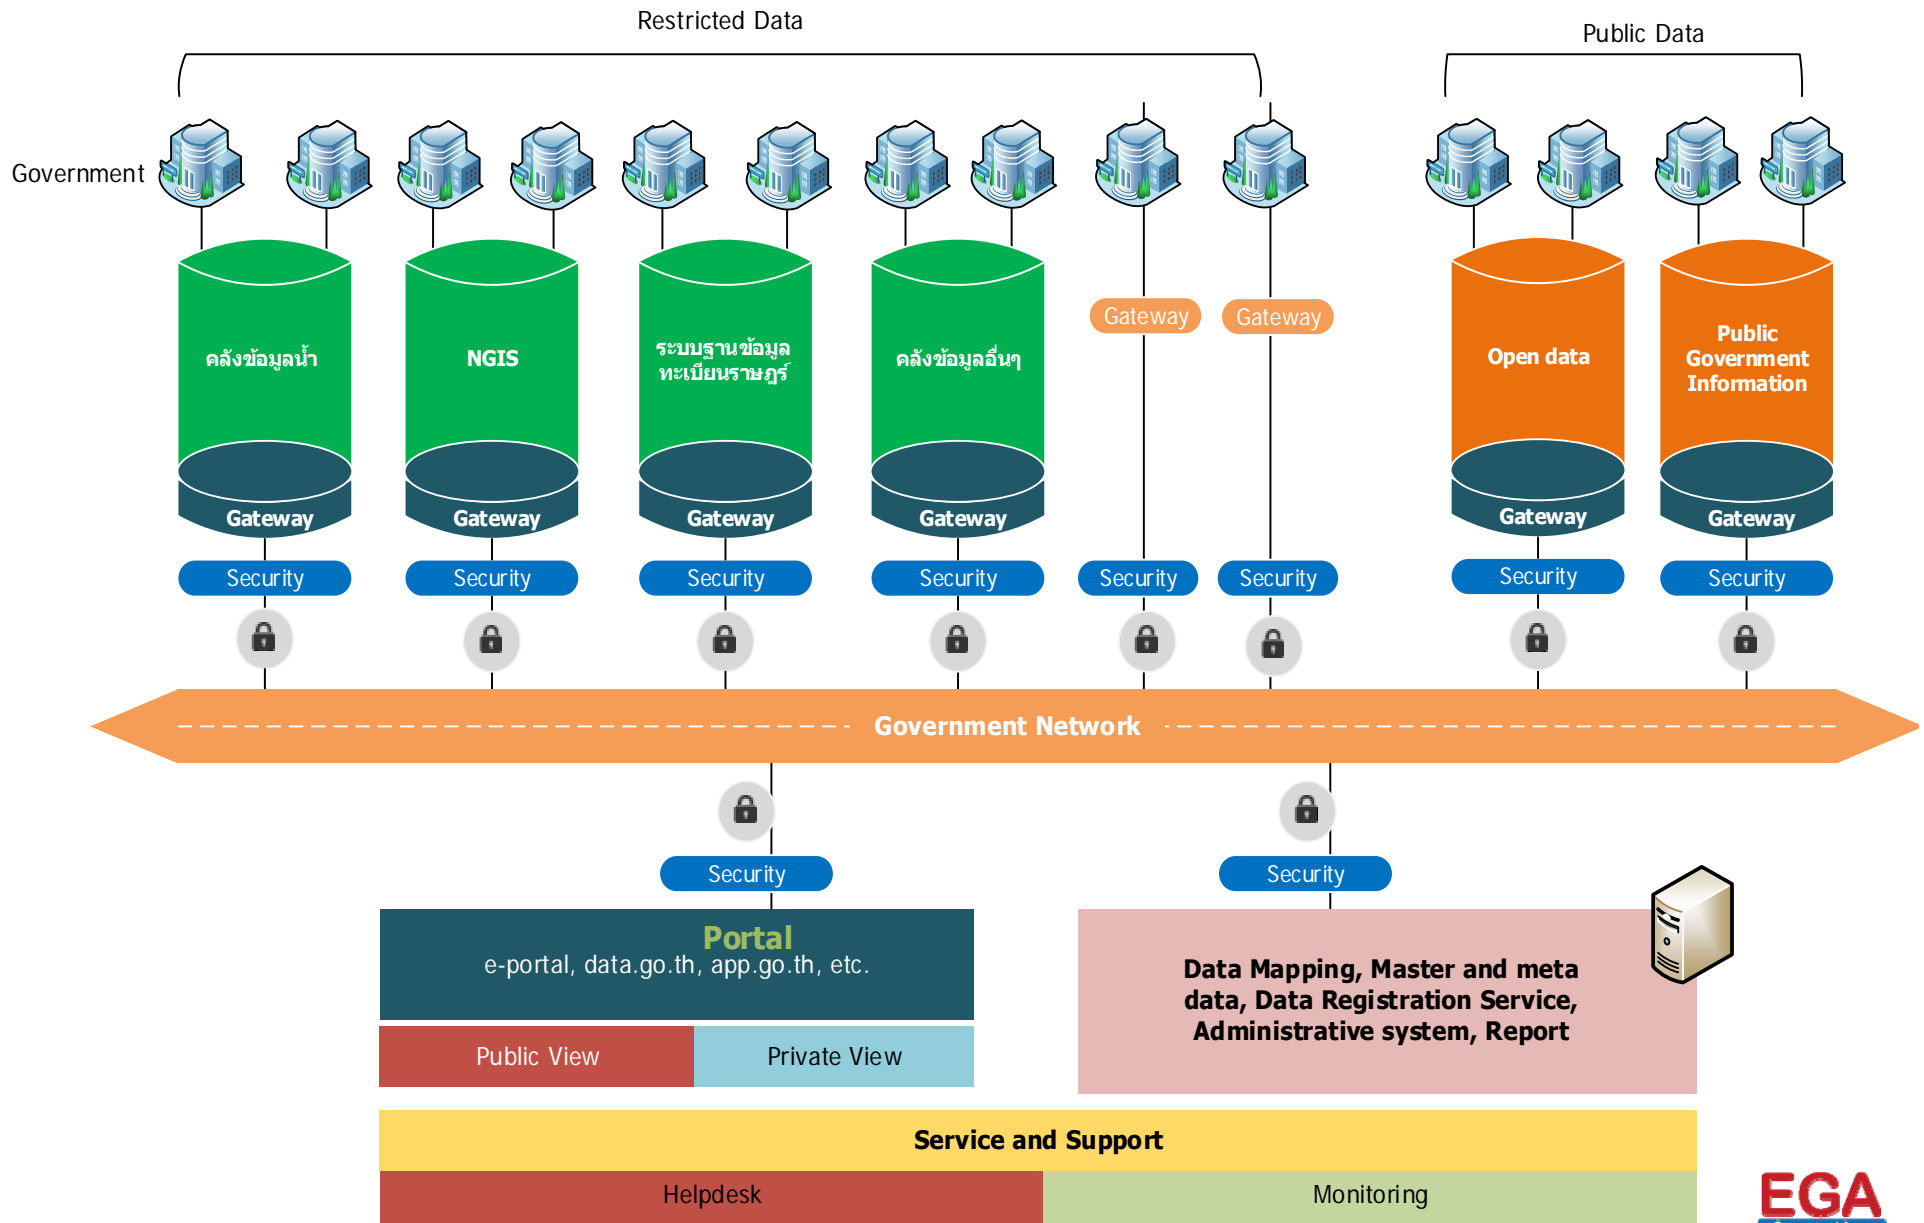 Restricted Data
Public Data
Government
คลังข้อมูลน้ำ
NGIS
ระบบฐานข้อมูล
ทะเบียนราษฎร์
คลังข้อมูลอื่นๆ
Gateway
Gateway
Open data
Public
Government
Information
Gateway
Gateway
Gateway
Gateway
Gateway
Gateway
Security
Security
Security
Security
Security
Security
Security
Security
Government Network
Security
Security
Portal
e-portal, data.go.th, app.go.th, etc.
Public View
Private View
Data Mapping, Master and meta
data, Data Registration Service,
Administrative system, Report
Service and Support
Helpdesk
Monitoring
EGA